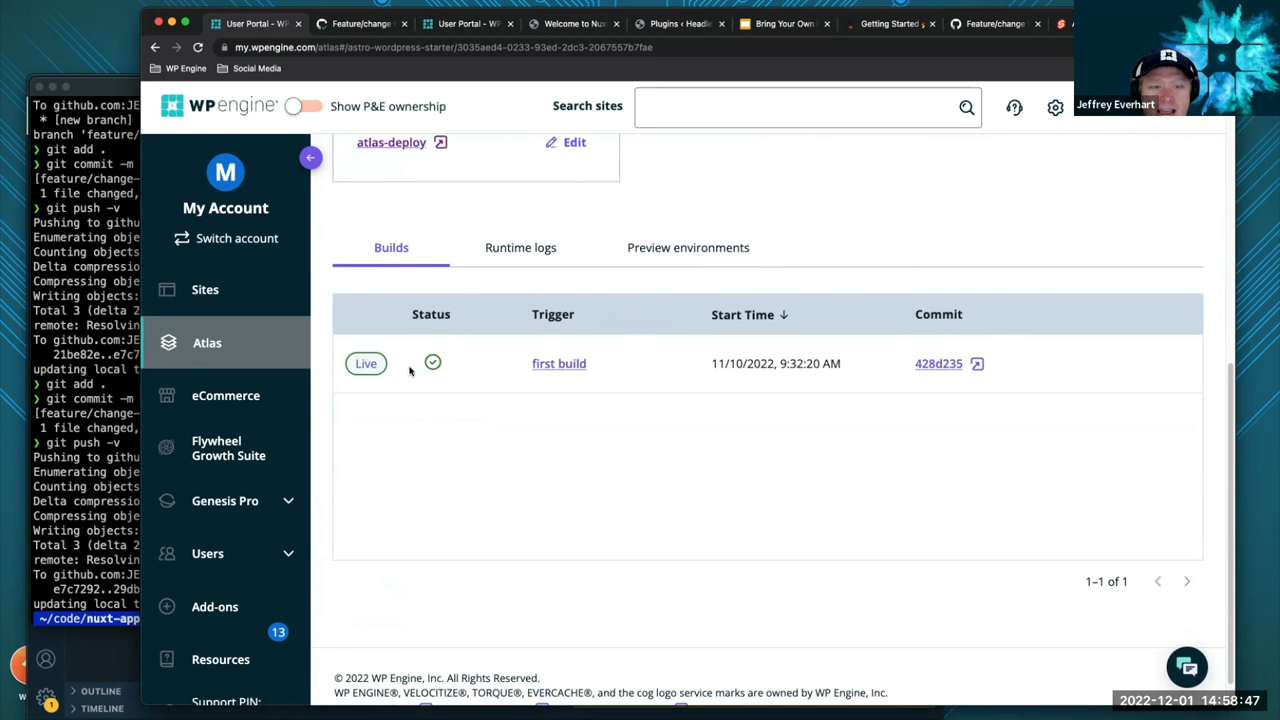 User Portal - WP
Feature/change
User Portal - WP
Welcome to Nux
Plugins ‹ Headl
Bring Your Own
Getting Started
Feature/change
my.wpengine.com/atlas#/astro-wordpress-starter/3035aed4-0233-93ed-2dc3-2067557b7fae
WP Engine
Social Media
Jeffrey Everhart
WP engine
Show P&E ownership
Search sites
To github.com:JE
* [new branch]
branch 'feature/
git add .
git commit -m
[feature/change-
1 file changed,
git push -v
Pushing to githu
Enumerating obje
Counting objects
Delta compressio
Compressing obje
Writing objects:
Total 3 (delta 2
remote: Resolvin
To github.com:JE
21be82e..e7c7
updating local t
git add .
git commit -m
[feature/change-
1 file changed,
git push -v
Pushing to githu
Enumerating obje
Counting objects
Delta compressio
Compressing obje
Writing objects:
Total 3 (delta 2
remote: Resolvin
To github.com:JE
e7c7292..29db
updating local t
~/code/nuxt-app
OUTLINE
TIMELINE
1
M
My Account
Switch account
Sites
Atlas
eCommerce
Flywheel
Growth Suite
Genesis Pro
Users
Add-ons
13
Resources
Support PIN:
atlas-deploy
Edit
Builds
Runtime logs
Preview environments
Status
Trigger
Start Time
Commit
Live
first build
11/10/2022, 9:32:20 AM
428d235
1–1 of 1
© 2022 WP Engine, Inc. All Rights Reserved.
WP ENGINE®, VELOCITIZE®, TORQUE®, EVERCACHE®, and the cog logo service marks are owned by WP Engine, Inc.
2022-12-01 14:58:47